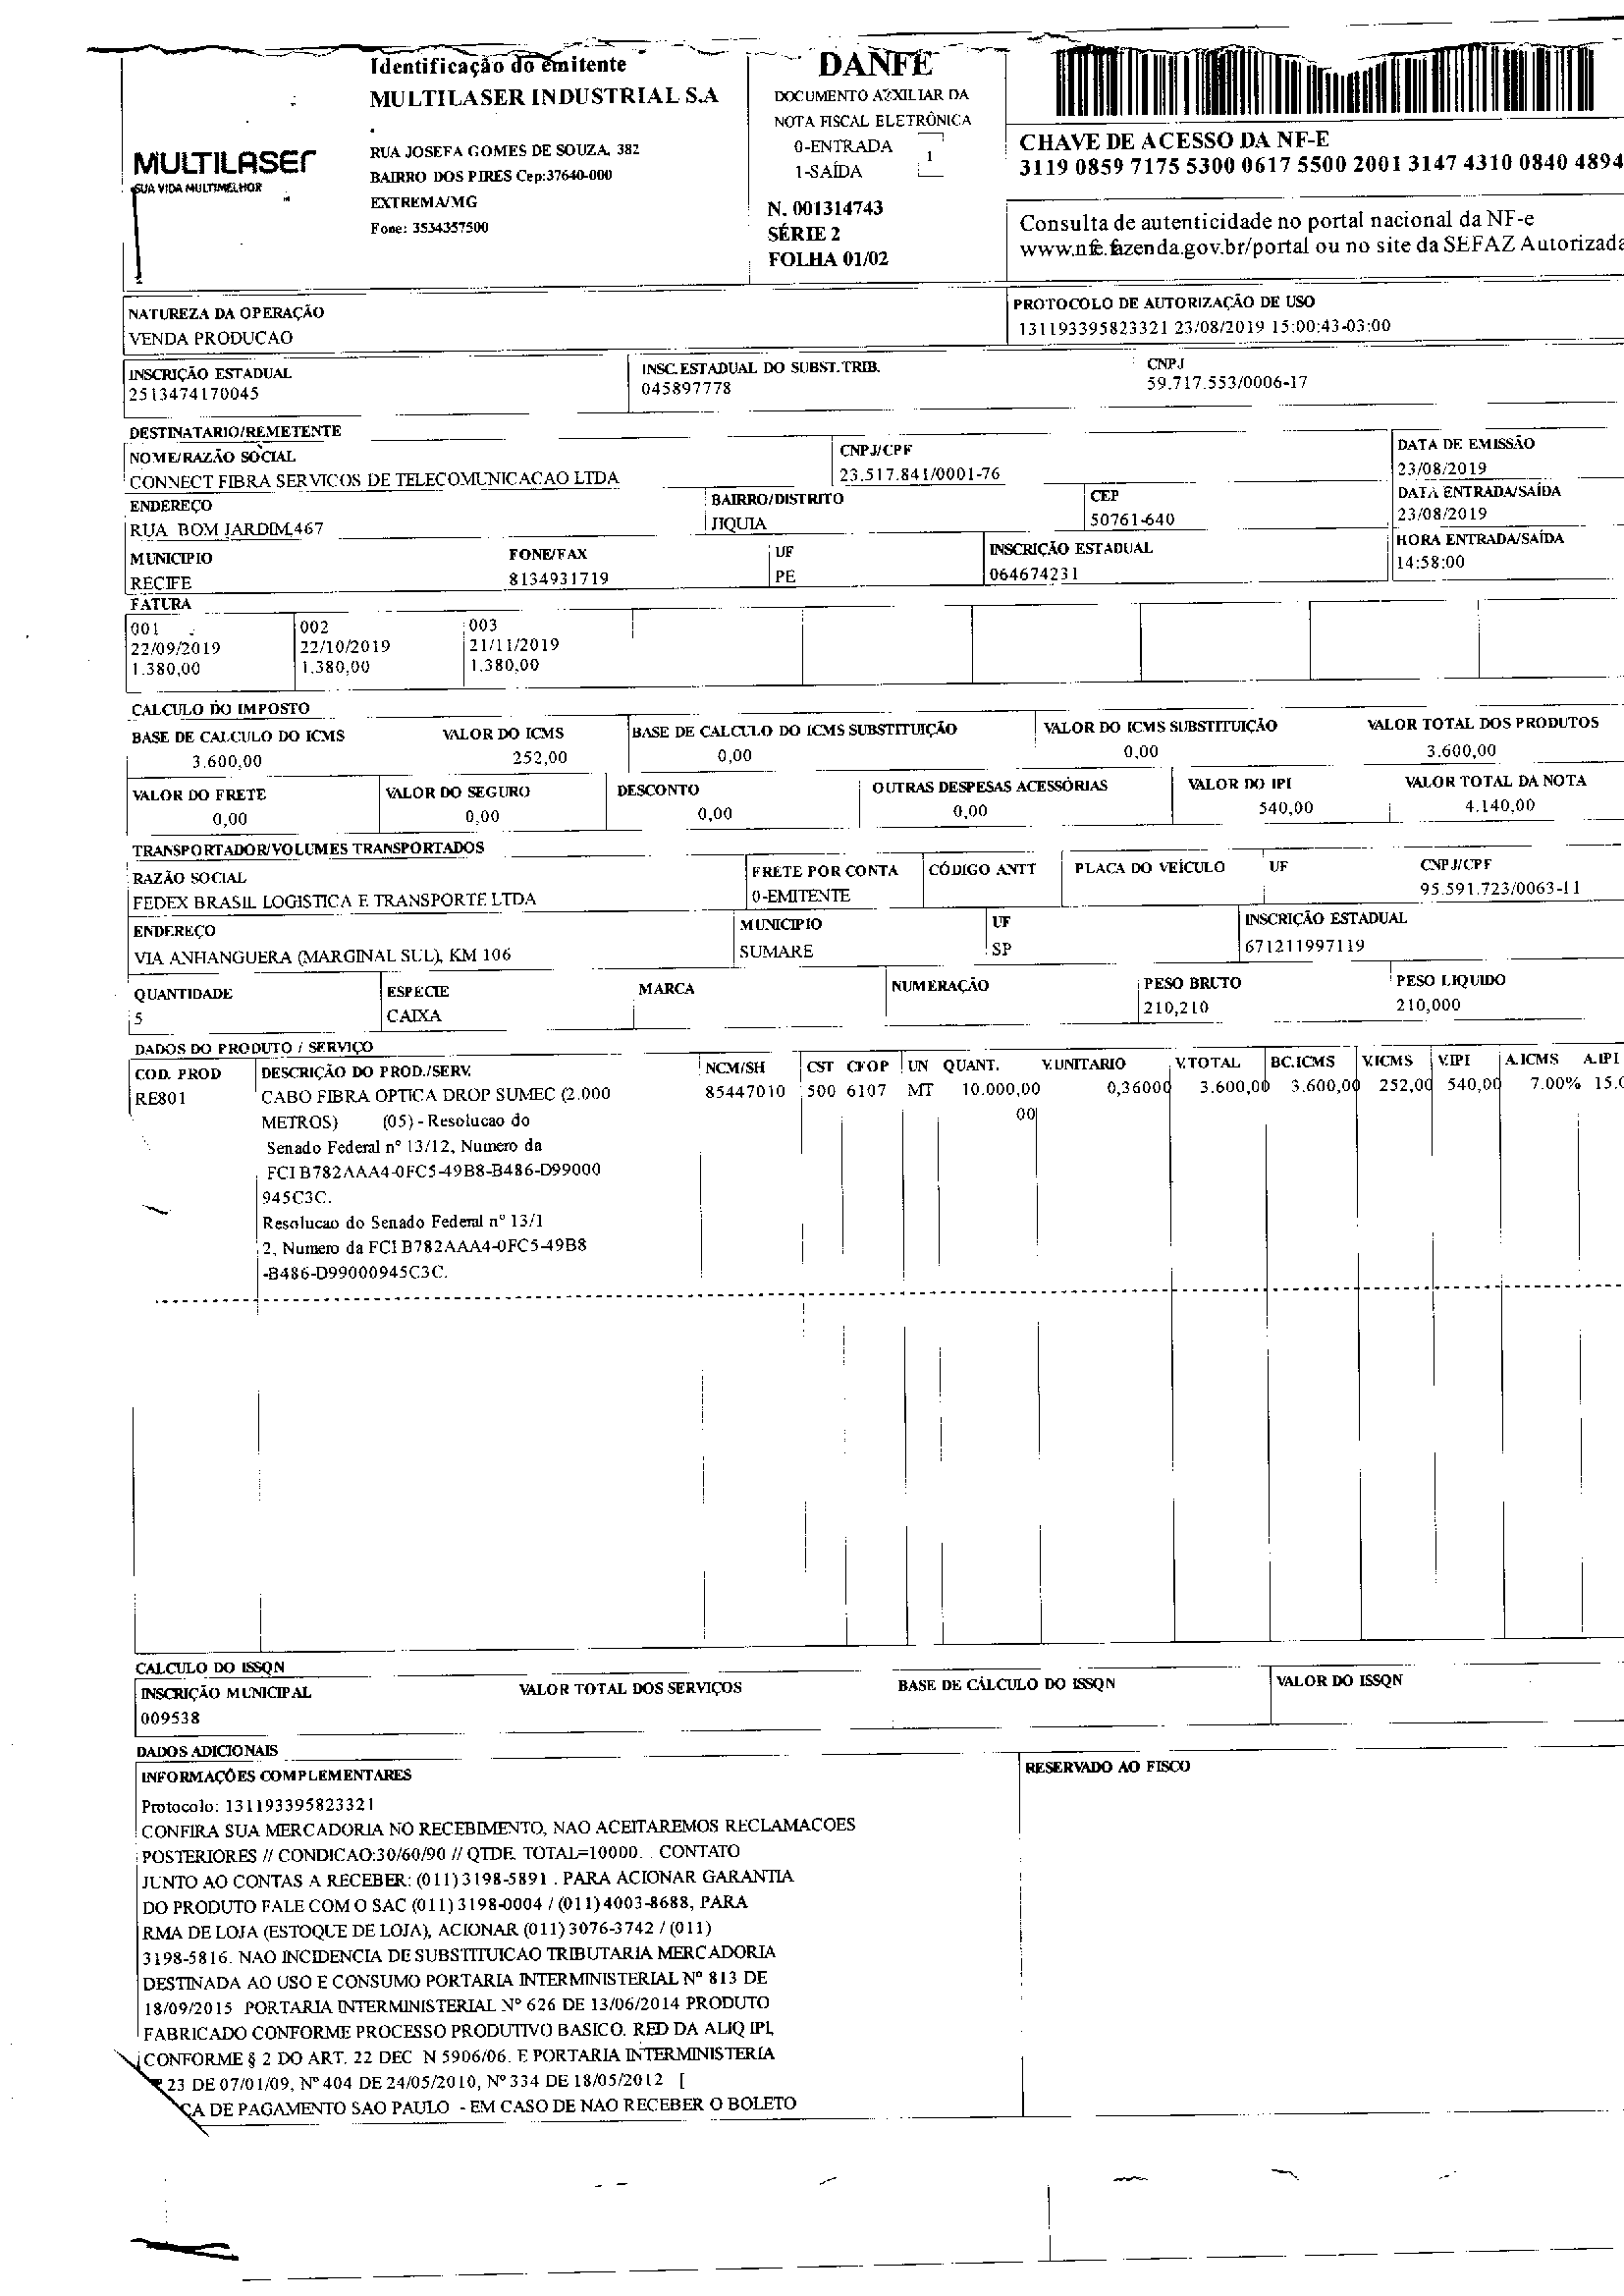 Identificação do emitente
MULTILASER INDUSTRIAL S.A
MULTILASER
SUA VIDA MULTIMELHOR
RUA JOSEFA GOMES DE SOUZA, 382
BAIRRO DOS PIRES Cep:37640-000
EXTREMA/MG
Fone: 3534357500
DANFE
DOCUMENTO AZXILIAR DA
NOTA FISCAL ELETRÔNICA
0-ENTRADA
1-SAÍDA
1
N. 001314743
SÉRIE 2
FOLHA 01/02
CHAVE DE ACESSO DA NF-E
3119 0859 7175 5300 0617 5500 2001 3147 4310 0840 4894
Consulta de autenticidade no portal nacional da NF-e
www.nfe.fazenda.gov.br/portal ou no site da SEFAZ Autorizada
NATUREZA DA OPERAÇÃO
VENDA PRODUCAO
PROTOCOLO DE AUTORIZAÇÃO DE USO
131193395823321 23/08/2019 15:00:43-03:00
INSCRIÇÃO ESTADUAL
2513474170045
INSC.ESTADUAL DO SUBST.TRIB.
045897778
CNPJ
59.717.553/0006-17
DESTINATARIO/REMETENTE
NOME/RAZÃO SOCIAL
CONNECT FIBRA SERVICOS DE TELECOMUNICACAO LTDA
CNPJ/CPF
23.517.841/0001-76
DATA DE EMISSÃO
23/08/2019
ENDEREÇO
RUA BOM JARDIM,467
BAIRRO/DISTRITO
JIQUIA
CEP
50761-640
DATA ENTRADA/SAÍDA
23/08/2019
MUNICIPIO
RECIFE
FONE/FAX
8134931719
UF
PE
INSCRIÇÃO ESTADUAL
064674231
HORA ENTRADA/SAÍDA
14:58:00
FATURA
001 002 003
22/09/2019 22/10/2019 21/11/2019
1.380,00 1.380,00 1.380,00
CALCULO DO IMPOSTO
BASE DE CALCULO DO ICMS VALOR DO ICMS BASE DE CALCULO DO ICMS SUBSTITUIÇÃO VALOR DO ICMS SUBSTITUIÇÃO VALOR TOTAL DOS PRODUTOS
3.600,00 252,00 0,00 0,00 3.600,00
VALOR DO FRETE VALOR DO SEGURO DESCONTO OUTRAS DESPESAS ACESSÓRIAS VALOR DO IPI VALOR TOTAL DA NOTA
0,00 0,00 0,00 0,00 540,00 4.140,00
TRANSPORTADOR/VOLUMES TRANSPORTADOS
RAZÃO SOCIAL FRETE POR CONTA CÓDIGO ANTT PLACA DO VEÍCULO UF CNPJ/CPF
FEDEX BRASIL LOGISTICA E TRANSPORTE LTDA 0-EMITENTE 95.591.723/0063-11
ENDEREÇO MUNICIPIO UF INSCRIÇÃO ESTADUAL
VIA ANHANGUERA (MARGINAL SUL), KM 106 SUMARE SP 671211997119
QUANTIDADE ESPECIE MARCA NUMERAÇÃO PESO BRUTO PESO LIQUIDO
5 CAIXA 210,210 210,000
DADOS DO PRODUTO / SERVIÇO
COD. PROD DESCRIÇÃO DO PROD./SERV. NCM/SH CST CFOP UN QUANT. V.UNITARIO V.TOTAL BC.ICMS V.ICMS V.IPI A.ICMS A.IPI
RE801 CABO FIBRA OPTICA DROP SUMEC (2.000 85447010 500 6107 MT 10.000,00 0,36000 3.600,00 3.600,00 252,00 540,00 7.00%
METROS) (05) - Resolucao do 00
Senado Federal nº 13/12, Numero da
FCI B782AAA4-0FC5-49B8-B486-D99000
945C3C.
Resolucao do Senado Federal nº 13/1
2, Numero da FCI B782AAA4-0FC5-49B8
-B486-D99000945C3C.
CALCULO DO ISSQN
INSCRIÇÃO MUNICIPAL VALOR TOTAL DOS SERVIÇOS BASE DE CÁLCULO DO ISSQN VALOR DO ISSQN
009538
DADOS ADICIONAIS
INFORMAÇÕES COMPLEMENTARES
RESERVADO AO FISCO
Protocolo: 131193395823321
CONFIRA SUA MERCADORIA NO RECEBIMENTO, NAO ACEITAREMOS RECLAMACOES
POSTERIORES // CONDICAO:30/60/90 // QTDE. TOTAL=10000. . CONTATO
JUNTO AO CONTAS A RECEBER: (011) 3198-5891 . PARA ACIONAR GARANTIA
DO PRODUTO FALE COM O SAC (011) 3198-0004 / (011) 4003-8688, PARA
RMA DE LOJA (ESTOQUE DE LOJA), ACIONAR (011) 3076-3742 / (011)
3198-5816. NAO INCIDENCIA DE SUBSTITUICAO TRIBUTARIA MERCADORIA
DESTINADA AO USO E CONSUMO PORTARIA INTERMINISTERIAL Nº 813 DE
18/09/2015 PORTARIA INTERMINISTERIAL Nº 626 DE 13/06/2014 PRODUTO
FABRICADO CONFORME PROCESSO PRODUTIVO BASICO. RED DA ALIQ IPI,
CONFORME § 2 DO ART. 22 DEC N 5906/06. E PORTARIA INTERMINISTERIA
23 DE 07/01/09, Nº 404 DE 24/05/2010, Nº 334 DE 18/05/2012 [
DE PAGAMENTO SAO PAULO - EM CASO DE NAO RECEBER O BOLETO